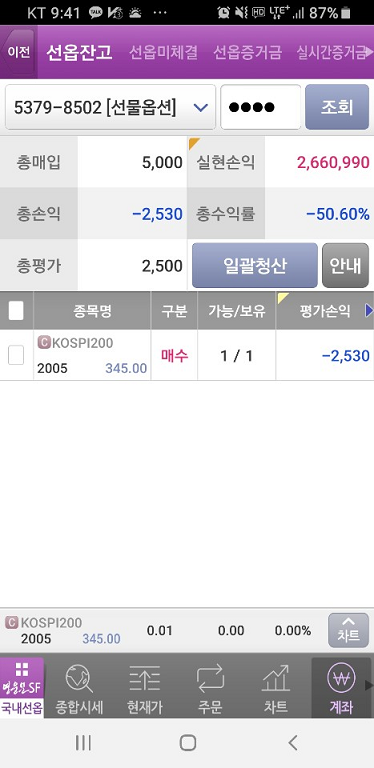 KT 9:41 HD LTE+ 87%
이전 선옵잔고 선옵미체결 선옵증거금 실시간증거금
5379-8502 [선물옵션] ●●●● 조회
총매입 5,000 실현손익 2,660,990
총손익 -2,530 총수익률 -50.60%
총평가 2,500 일괄청산 안내
종목명 구분 가능/보유 평가손익
C KOSPI200
2005 345.00 매수 1 / 1 -2,530
C KOSPI200
2005 345.00 0.01 0.00 0.00% 차트
영웅문SF
국내선옵 종합시세 현재가 주문 차트 계좌